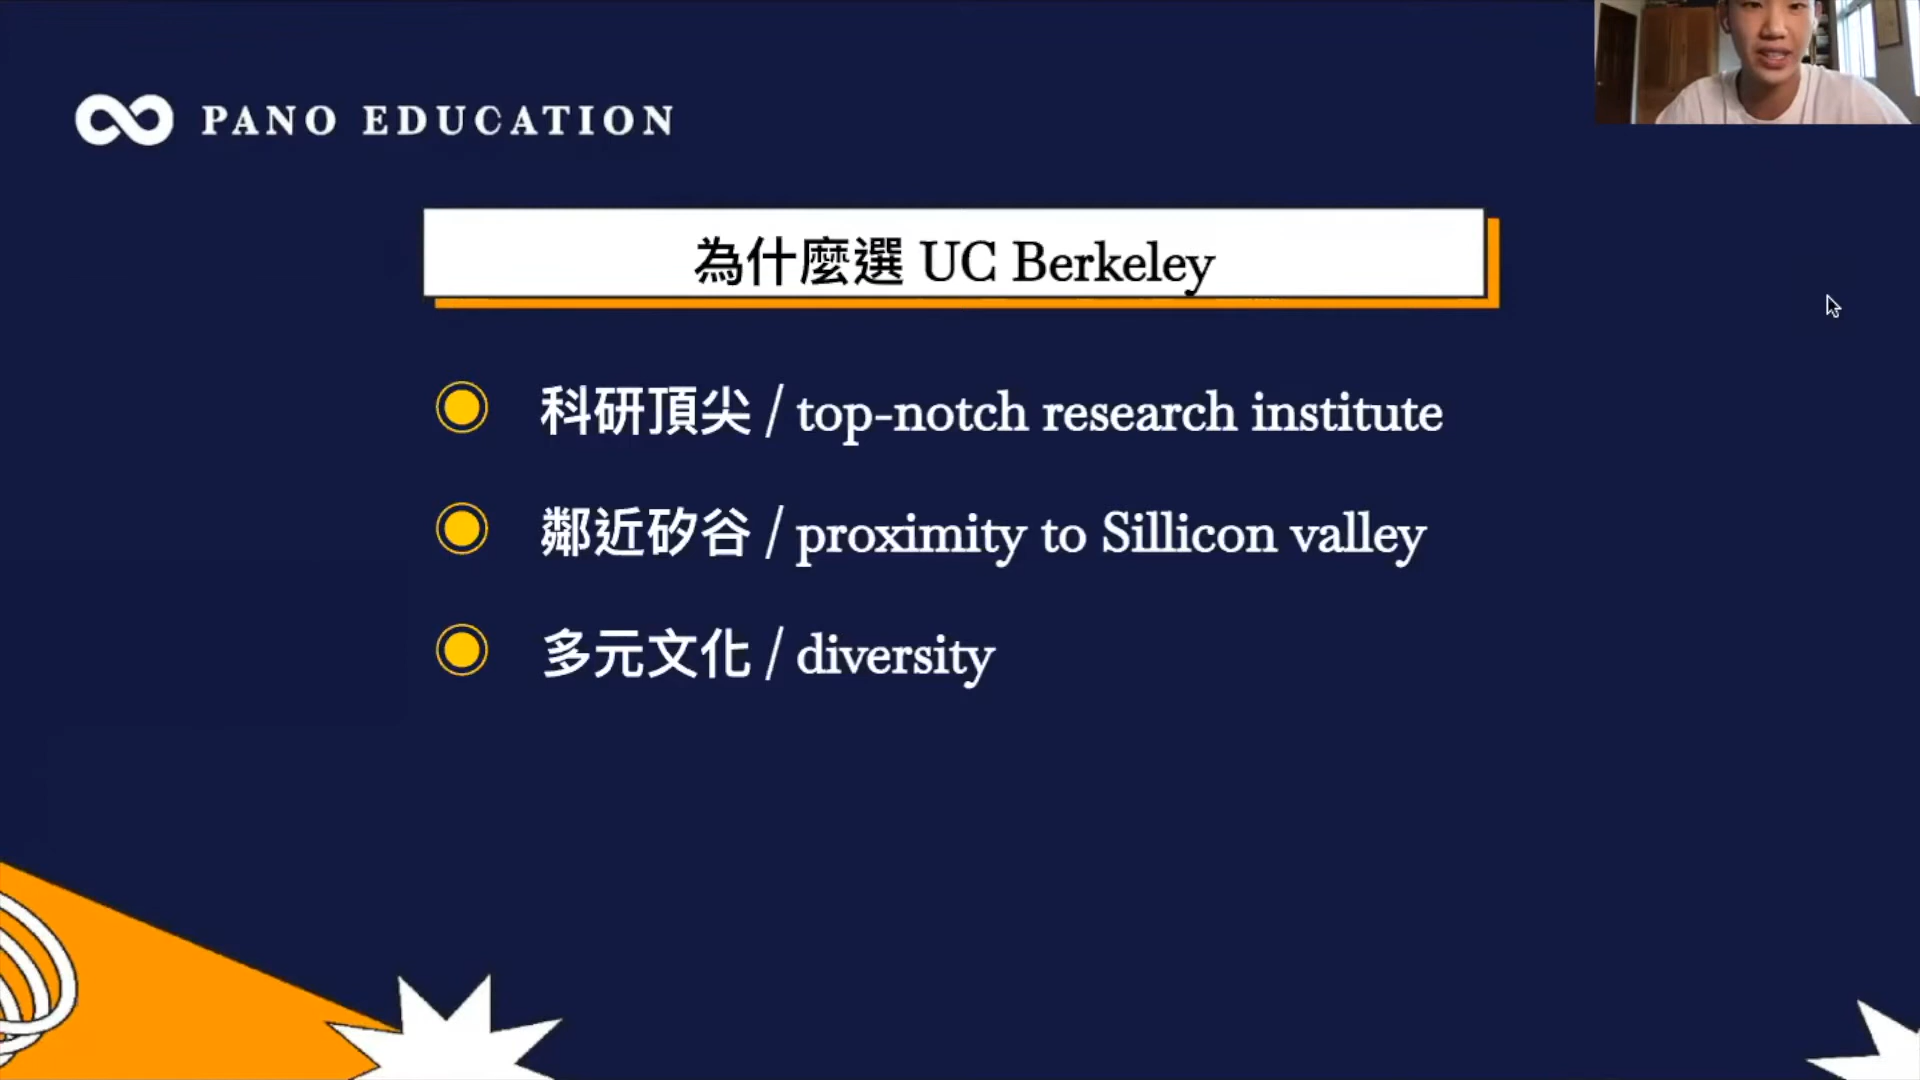 PANO EDUCATION
為什麼選 UC Berkeley
科研頂尖 / top-notch research institute
鄰近矽谷 / proximity to Sillicon valley
多元文化 / diversity